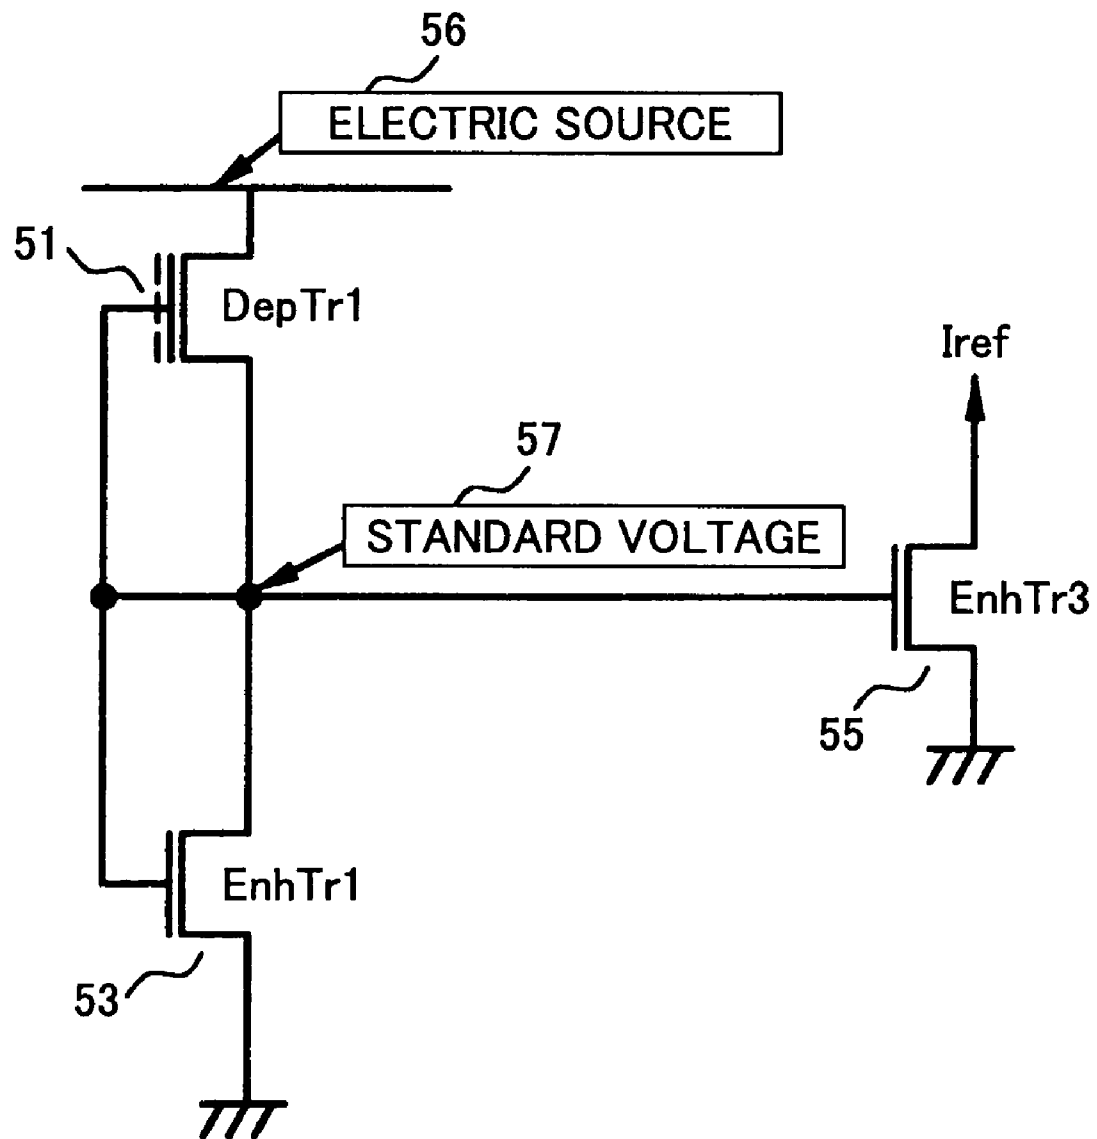 56
ELECTRIC SOURCE
51
DepTr1
Iref
57
STANDARD VOLTAGE
EnhTr3
55
EnhTr1
53